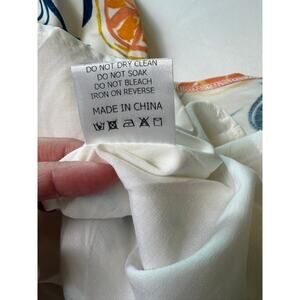 DO NOT DRY CLEAN
DO NOT SOAK
DO NOT BLEACH
IRON ON REVERSE
MADE IN CHINA